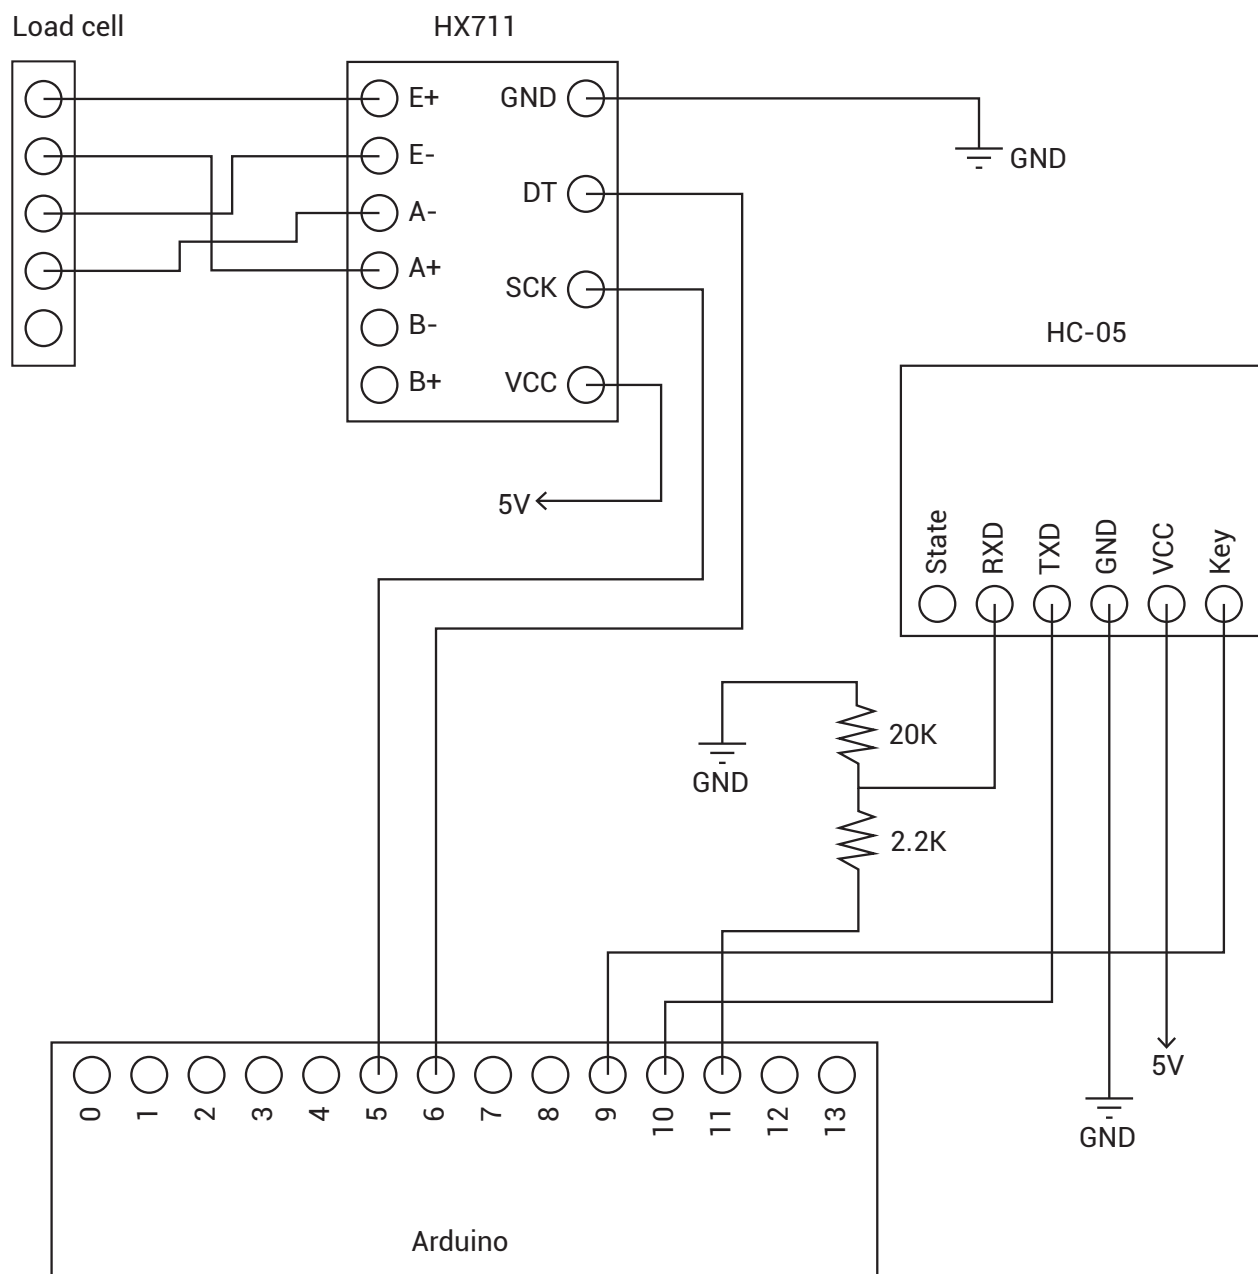 Load cell
HX711
E+
GND
E-
GND
DT
A-
A+
SCK
B-
HC-05
B+
VCC
5V
State
RXD
TXD
GND
VCC
Key
20K
GND
2.2K
5V
0
1
2
3
4
5
6
7
8
9
10
11
12
13
GND
Arduino